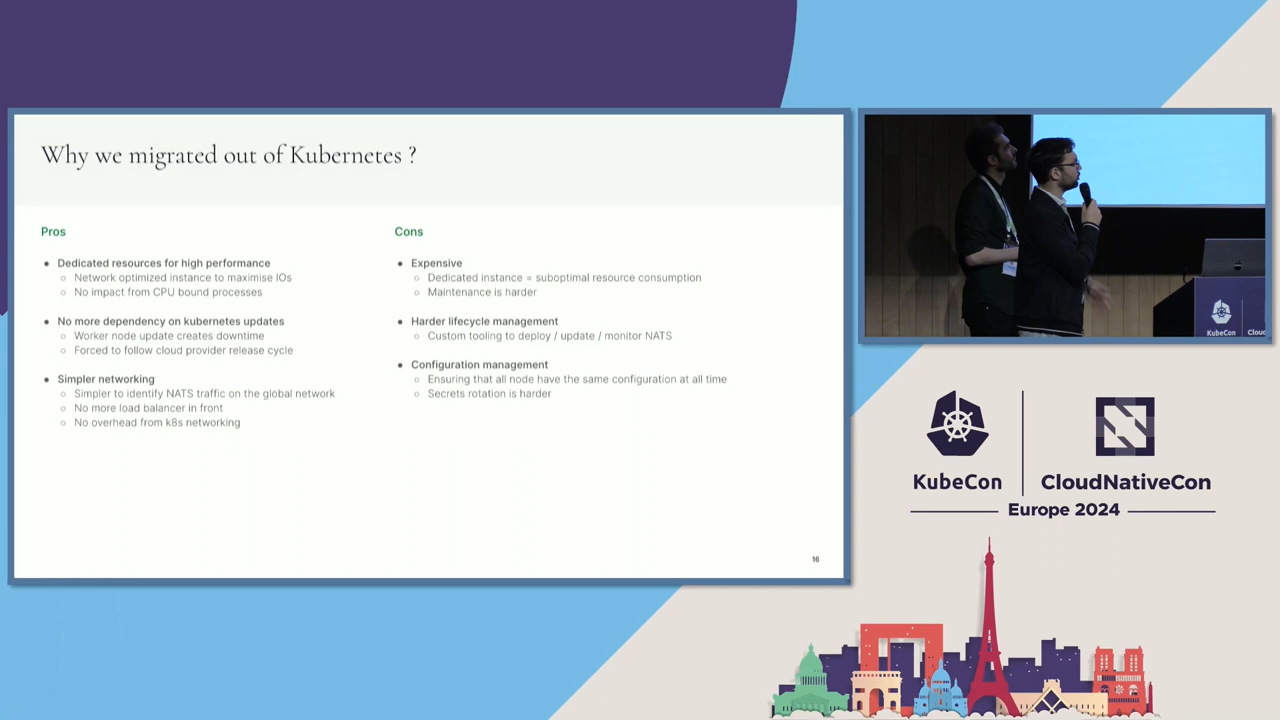 Why we migrated out of Kubernetes ?
Pros
Dedicated resources for high performance
Network optimized instance to maximise IOs
No impact from CPU bound processes
No more dependency on kubernetes updates
Worker node update creates downtime
Forced to follow cloud provider release cycle
Simpler networking
Simpler to identify NATS traffic on the global network
No more load balancer in front
No overhead from k8s networking
Cons
Expensive
Dedicated instance = suboptimal resource consumption
Maintenance is harder
Harder lifecycle management
Custom tooling to deploy / update / monitor NATS
Configuration management
Ensuring that all node have the same configuration at all time
Secrets rotation is harder
16
KubeCon
KubeCon
CloudNativeCon
Europe 2024